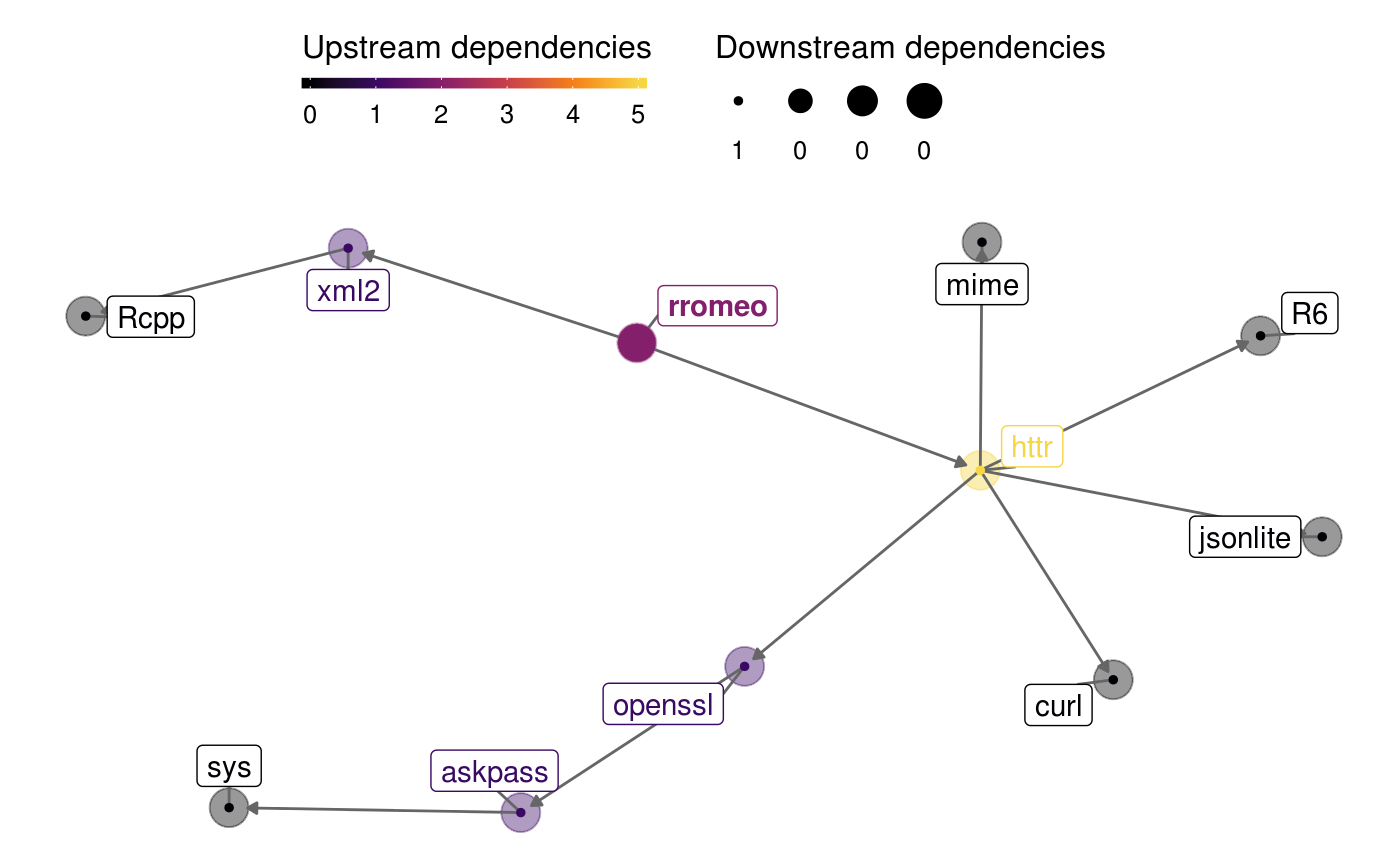 Upstream dependencies
0 1 2 3 4 5
Downstream dependencies
1 0 0 0
xml2
Rcpp
rromeo
mime
R6
httr
jsonlite
openssl
curl
sys
askpass